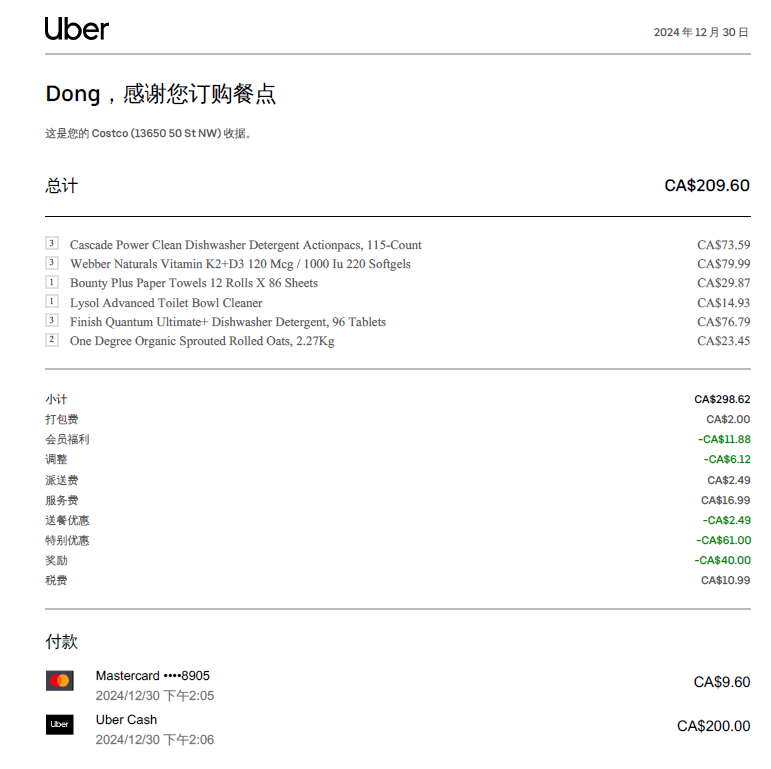 Uber
2024 年 12 月 30 日
Dong，感谢您订购餐点
这是您的 Costco (13650 50 St NW) 收据。
总计 CA$209.60
3 Cascade Power Clean Dishwasher Detergent Actionpacs, 115-Count CA$73.59
3 Webber Naturals Vitamin K2+D3 120 Mcg / 1000 Iu 220 Softgels CA$79.99
1 Bounty Plus Paper Towels 12 Rolls X 86 Sheets CA$29.87
1 Lysol Advanced Toilet Bowl Cleaner CA$14.93
3 Finish Quantum Ultimate+ Dishwasher Detergent, 96 Tablets CA$76.79
2 One Degree Organic Sprouted Rolled Oats, 2.27Kg CA$23.45
小计 CA$298.62
打包费 CA$2.00
会员福利 -CA$11.88
调整 -CA$6.12
派送费 CA$2.49
服务费 CA$16.99
送餐优惠 -CA$2.49
特别优惠 -CA$61.00
奖励 -CA$40.00
税费 CA$10.99
付款
Mastercard ••••8905 CA$9.60
2024/12/30 下午2:05
Uber Uber Cash CA$200.00
2024/12/30 下午2:06